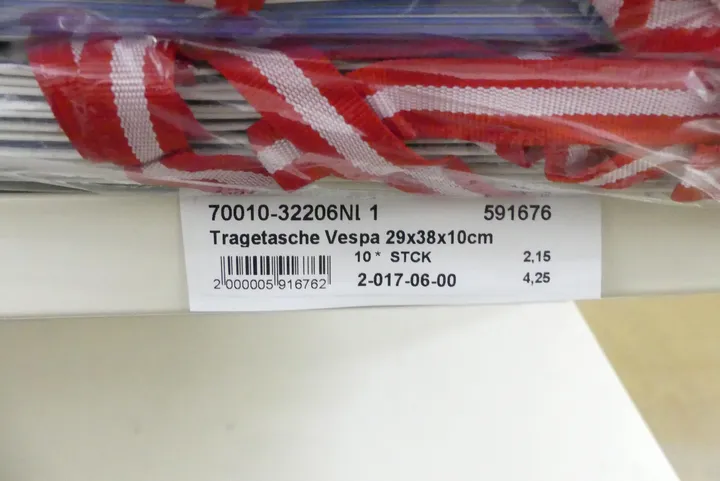 70010-32206NL 1 591676
Tragetasche Vespa 29x38x10cm
10 * STCK 2,15
2 000005 916762 2-017-06-00 4,25